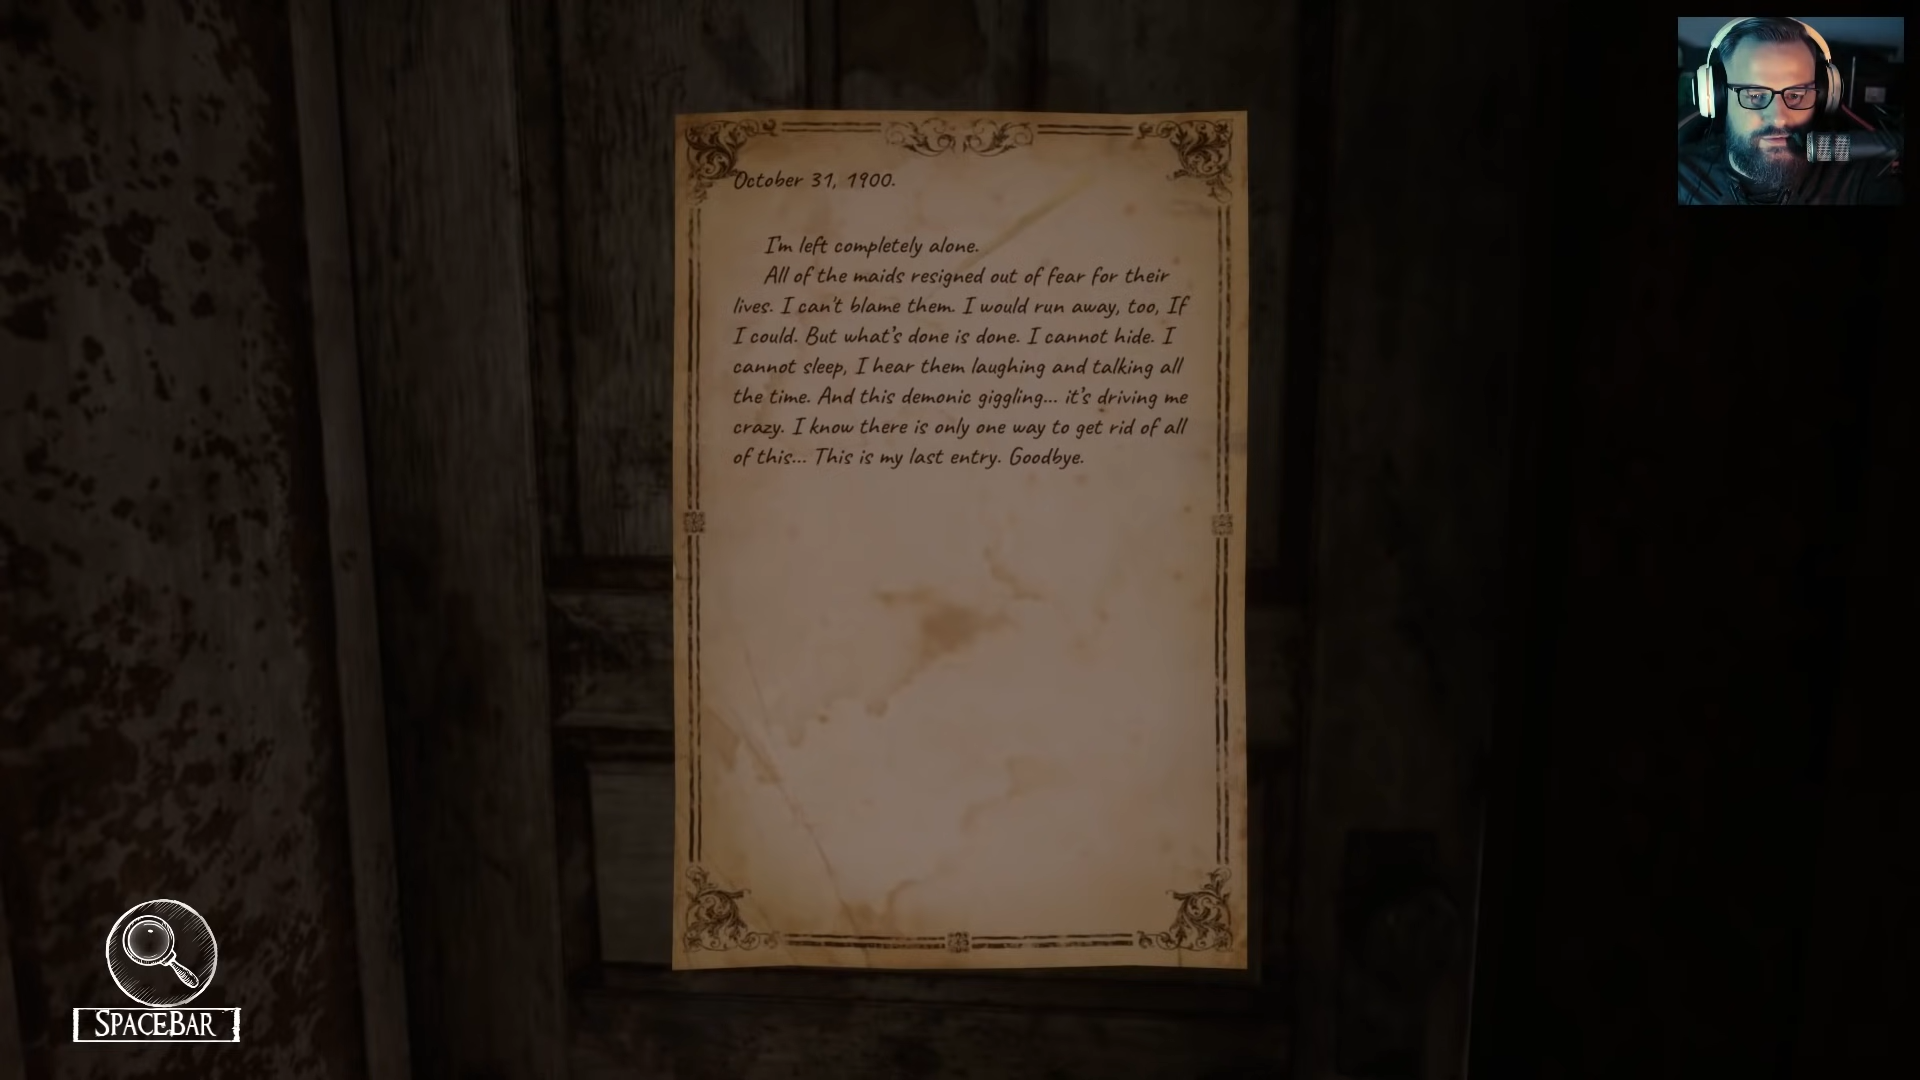 October 31, 1900.
I'm left completely alone.
All of the maids resigned out of fear for their
lives. I can't blame them. I would run away, too, If
I could. But what's done is done. I cannot hide. I
cannot sleep, I hear them laughing and talking all
the time. And this demonic giggling... it's driving me
crazy. I know there is only one way to get rid of all
of this... This is my last entry. Goodbye.
SPACEBAR